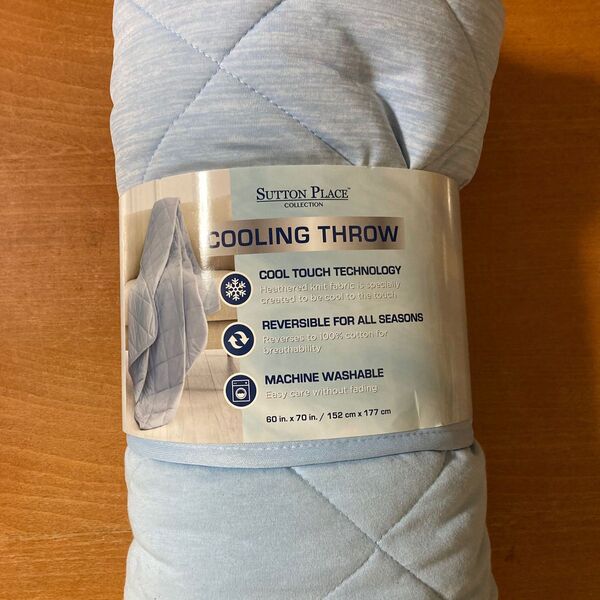 SUTTON PLACE™
COLLECTION
COOLING THROW
COOL TOUCH TECHNOLOGY
Heathered knit fabric is specially
created to be cool to the touch
REVERSIBLE FOR ALL SEASONS
Reverses to 100% cotton for
breathability
MACHINE WASHABLE
Easy care without fading
60 in. x 70 in. / 152 cm x 177 cm